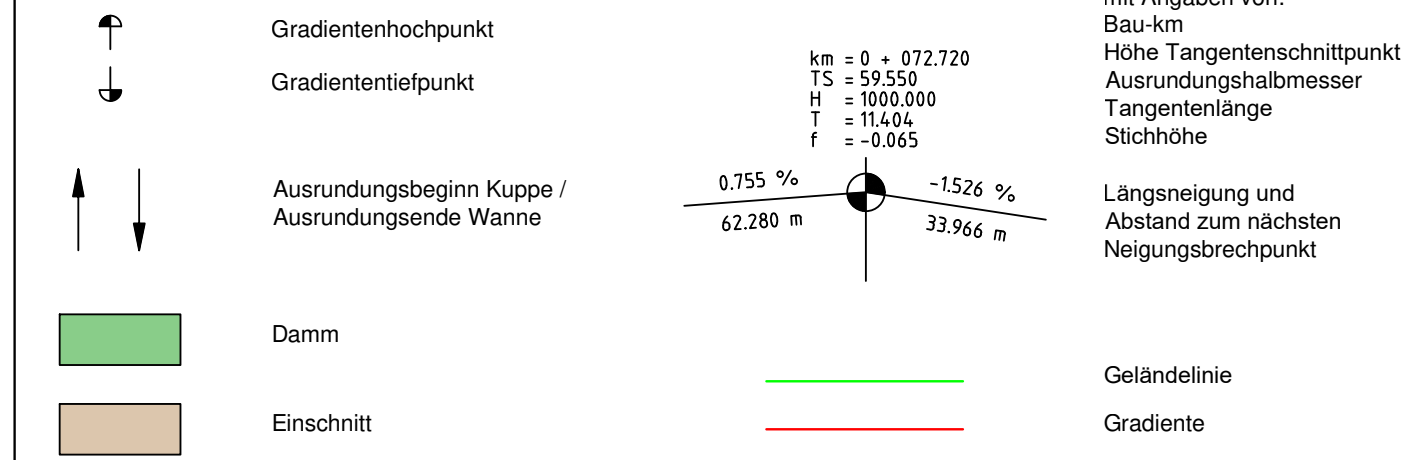 Gradientenhochpunkt
Gradiententiefpunkt
Ausrundungsbeginn Kuppe /
Ausrundungsende Wanne
Damm
Einschnitt
km = 0 + 072.720
TS = 59.550
H = 1000.000
T = 11.404
f = -0.065
0.755 %
62.280 m
-1.526 %
33.966 m
mit Angaben von:
Bau-km
Höhe Tangentenschnittpunkt
Ausrundungshalbmesser
Tangentenlänge
Stichhöhe
Längsneigung und
Abstand zum nächsten
Neigungsbrechpunkt
Geländelinie
Gradiente